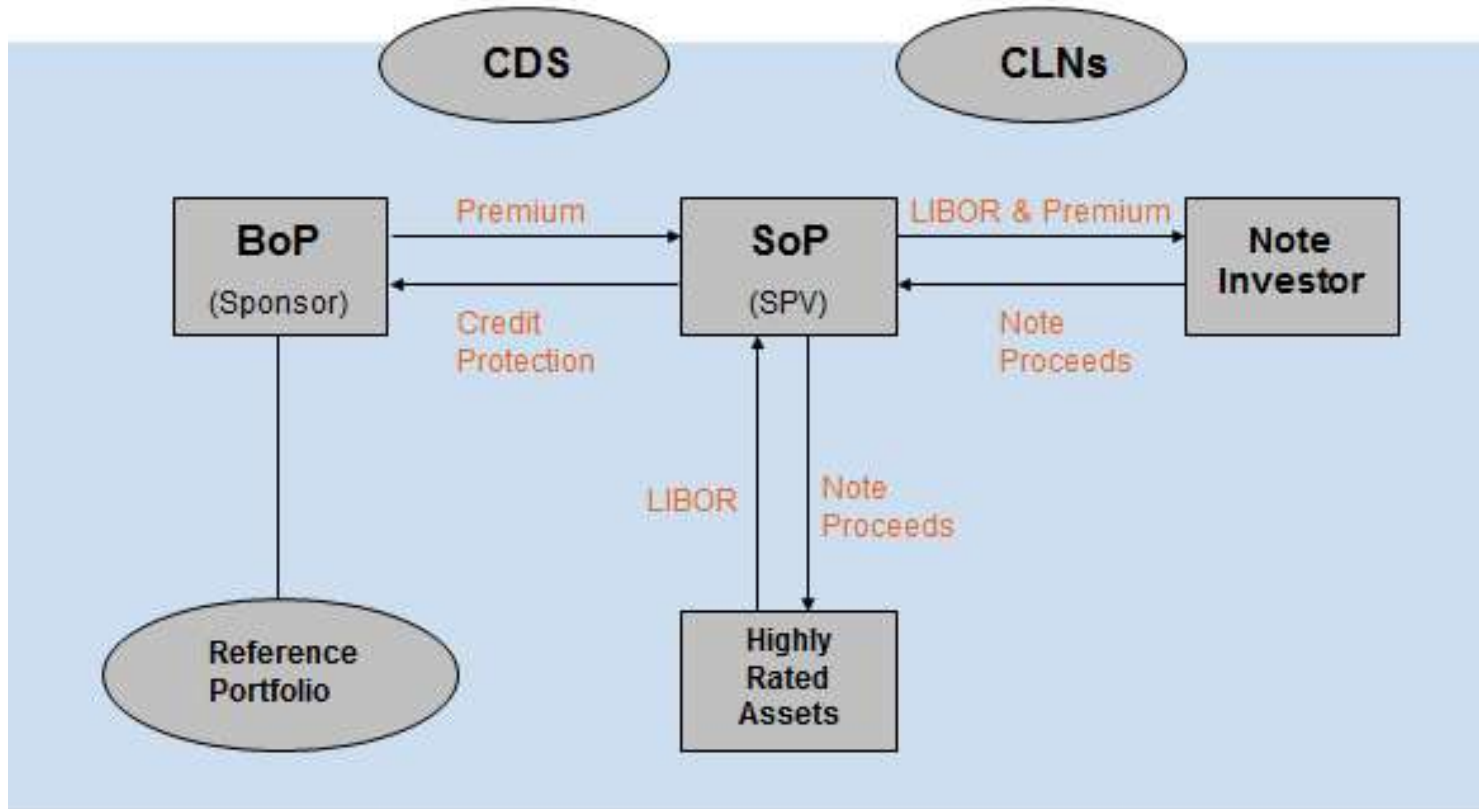 CDS
CLNs
Premium
LIBOR & Premium
BoP
(Sponsor)
SoP
(SPV)
Note
Investor
Credit
Protection
Note
Proceeds
LIBOR
Note
Proceeds
Reference
Portfolio
Highly
Rated
Assets